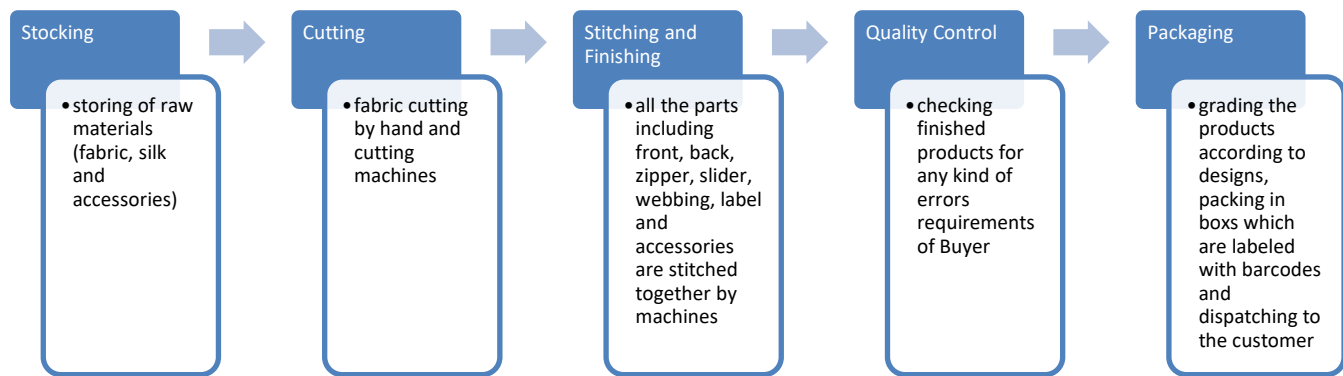 Stocking
• storing of raw
materials
(fabric, silk
and
accessories)
Cutting
• fabric cutting
by hand and
cutting
machines
Stitching and
Finishing
• all the parts
including
front, back,
zipper, slider,
webbing, label
and
accessories
are stitched
together by
machines
Quality Control
• checking
finished
products for
any kind of
errors
requirements
of Buyer
Packaging
• grading the
products
according to
designs,
packing in
boxs which
are labeled
with barcodes
and
dispatching to
the customer